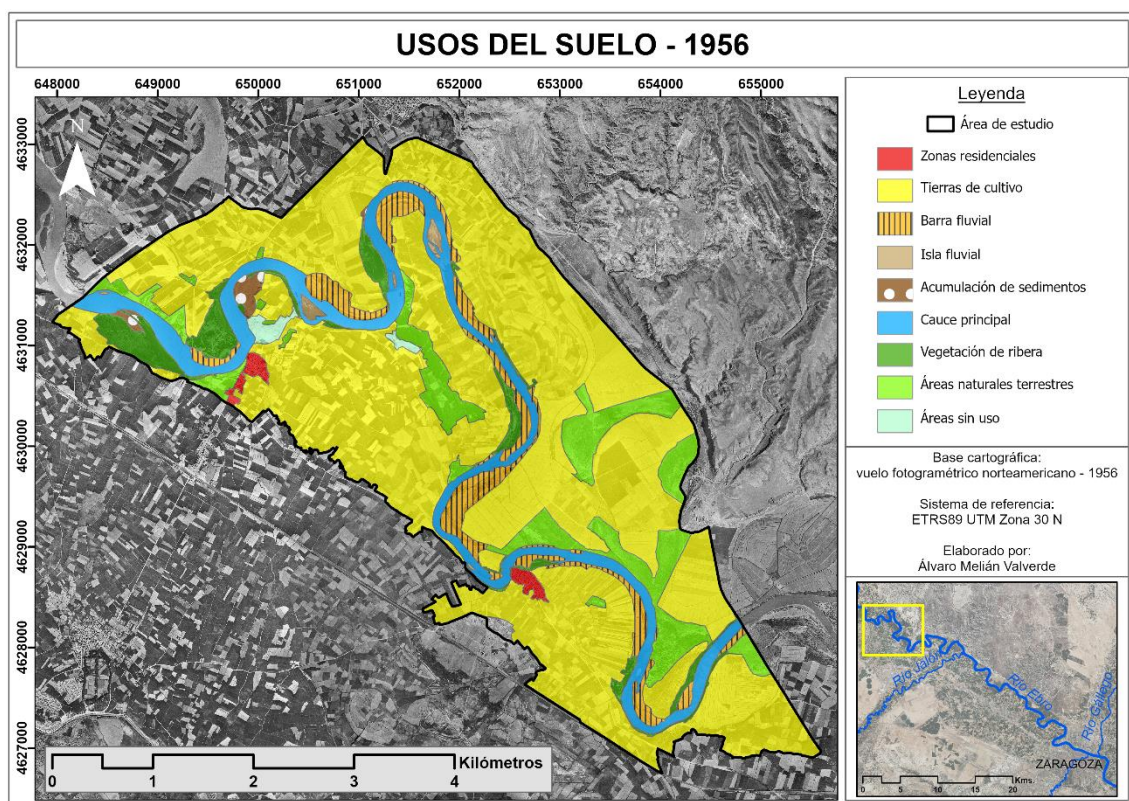 USOS DEL SUELO - 1956
648000 649000 650000 651000 652000 653000 654000 655000
4633000
4632000
4631000
4630000
4629000
4628000
4627000
N
0 1 2 3 4 Kilómetros
Leyenda
Área de estudio
Zonas residenciales
Tierras de cultivo
Barra fluvial
Isla fluvial
Acumulación de sedimentos
Cauce principal
Vegetación de ribera
Áreas naturales terrestres
Áreas sin uso
Base cartográfica:
vuelo fotogramétrico norteamericano - 1956
Sistema de referencia:
ETRS89 UTM Zona 30 N
Elaborado por:
Álvaro Melián Valverde
Río Jalón
Río Ebro
Río Gállego
ZARAGOZA
0 5 10 15 20 Kms.